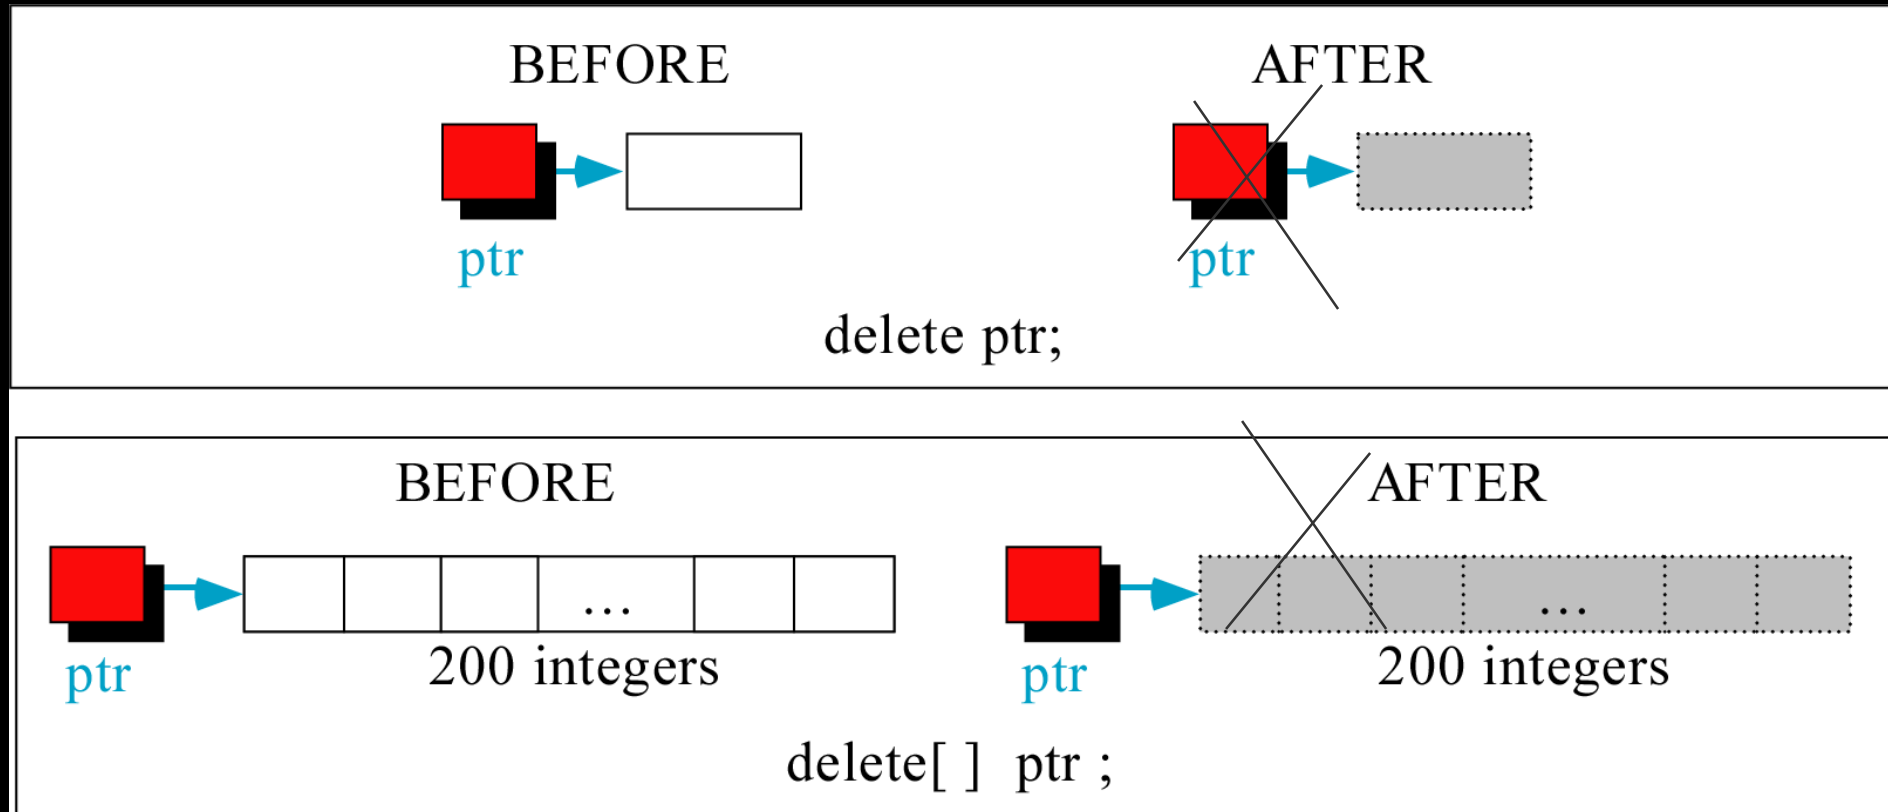 BEFORE AFTER
ptr ptr
delete ptr;
BEFORE AFTER
... ...
200 integers 200 integers
ptr ptr
delete[ ] ptr ;